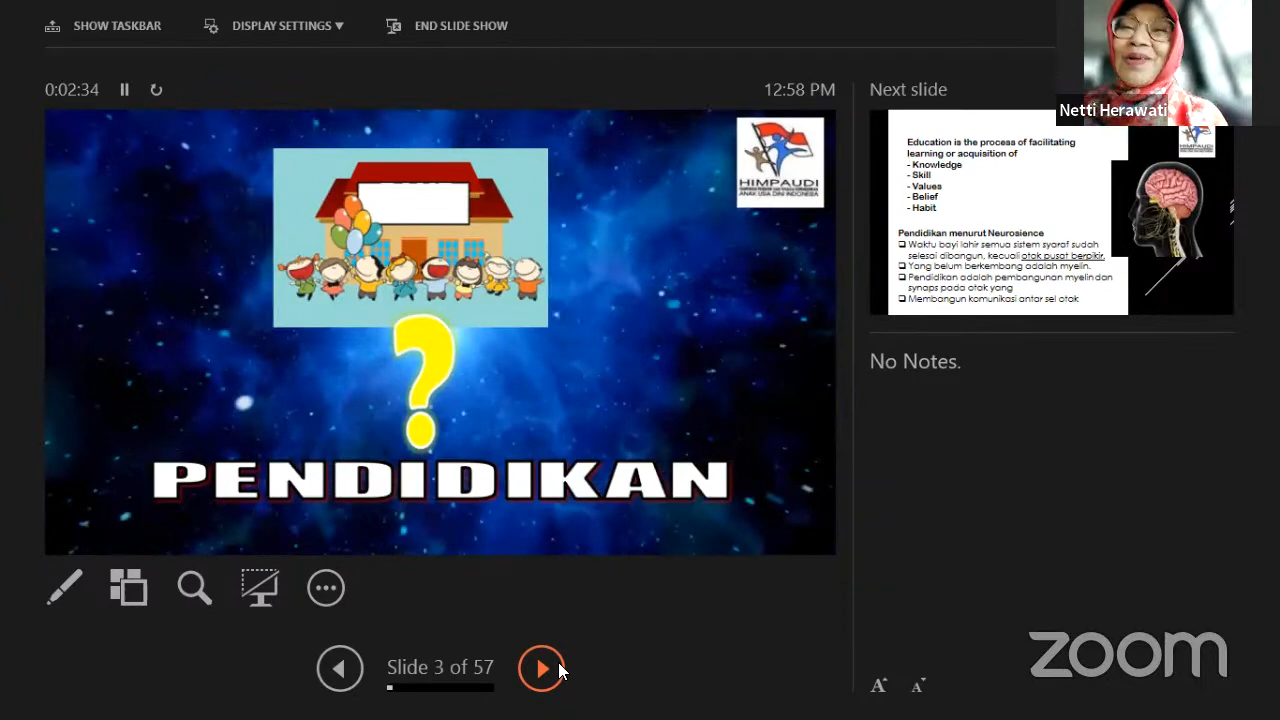 SHOW TASKBAR
DISPLAY SETTINGS ▼
END SLIDE SHOW
0:02:34
12:58 PM
Next slide
Netti Herawati
HIMPAUDI
ANAK USIA DINI INDONESIA
PENDIDIKAN
?
Education is the process of facilitating
learning or acquisition of
- Knowledge
- Skill
- Values
- Belief
- Habit
Pendidikan menurut Neurosience
❑ Waktu bayi lahir semua sistem syaraf sudah
selesai dibangun, kecuali otak pusat berpikir.
❑ Yang belum berkembang adalah myelin.
❑ Pendidikan adalah pembangunan myelin dan
synaps pada otak yang
❑ Membangun komunikasi antar sel otak
No Notes.
Slide 3 of 57
A A
zoom